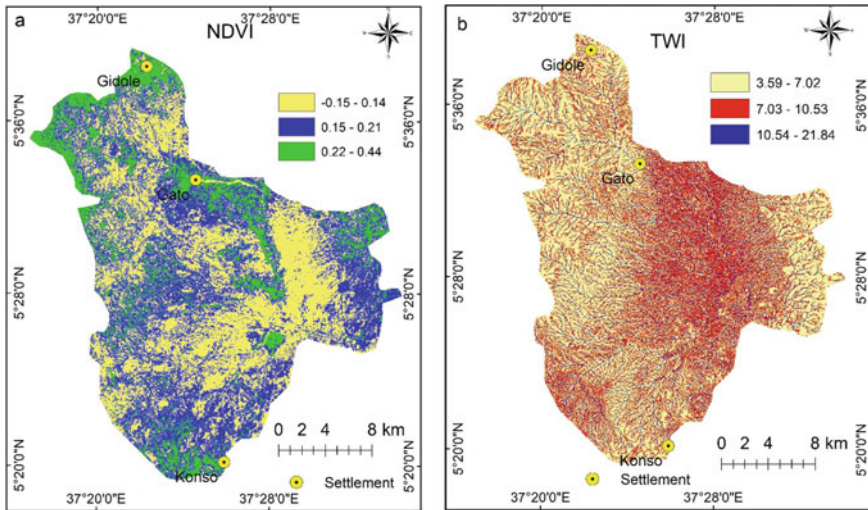 a
37°20'0"E
37°28'0"E
NDVI
Gidole
-0.15 - 0.14
0.15 - 0.21
0.22 - 0.44
Gato
5°36'0"N
5°28'0"N
5°20'0"N
5°36'0"N
5°28'0"N
5°20'0"N
Konso
0
8 km
Settlement
37°20'0"E
37°28'0"E
b
37°20'0"E
37°28'0"E
TWI
Gidole
3.59 - 7.02
7.03 - 10.53
10.54 - 21.84
Gato
5°36'0"N
5°28'0"N
5°20'0"N
5°36'0"N
5°28'0"N
5°20'0"N
Konso
0
8 km
Settlement
37°20'0"E
37°28'0"E